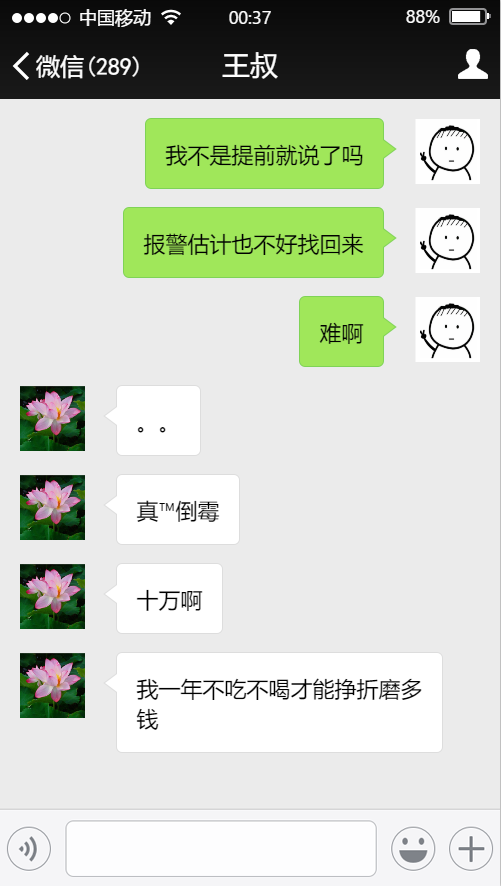 中国移动 00:37 88%
微信(289) 王叔
我不是提前就说了吗
报警估计也不好找回来
难啊
。。
真™倒霉
十万啊
我一年不吃不喝才能挣折磨多
钱